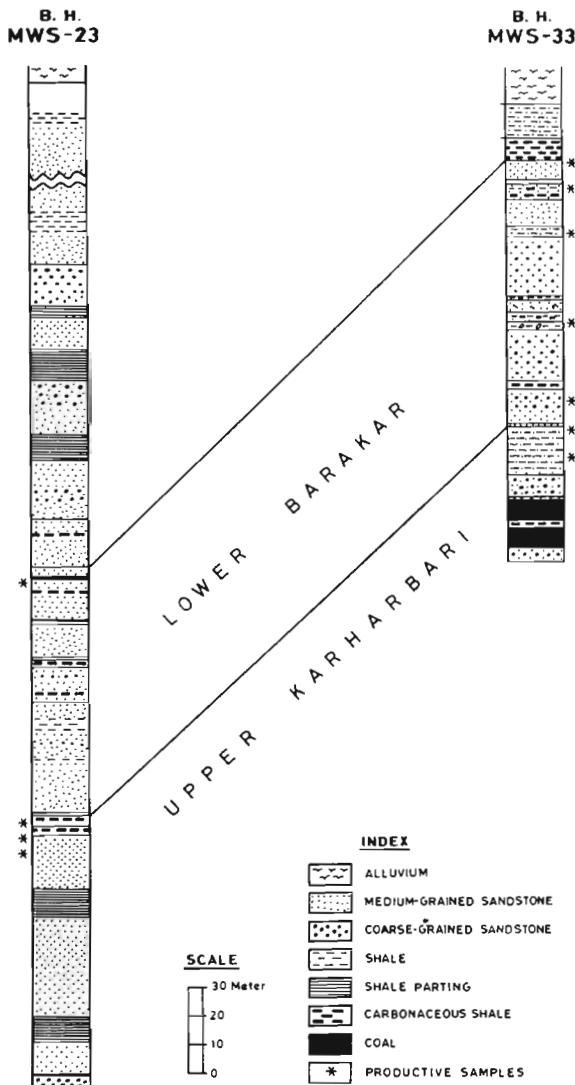 B. H.
MWS-23
B. H.
MWS-33
LOWER BARAKAR
UPPER KARHARBARI
INDEX
ALLUVIUM
MEDIUM-GRAINED SANDSTONE
COARSE-GRAINED SANDSTONE
SHALE
SHALE PARTING
CARBONACEOUS SHALE
COAL
* PRODUCTIVE SAMPLES
SCALE
30 Meter
20
10
0